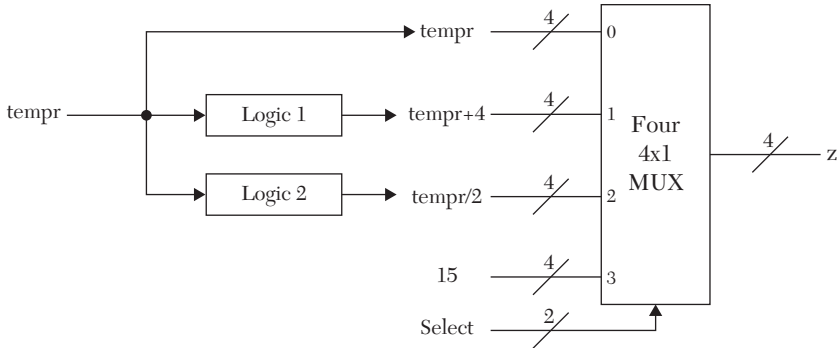 4
tempr
0
tempr
Logic 1
tempr+4
4
1
Four
4x1
MUX
4
z
Logic 2
tempr/2
4
2
15
4
3
Select
2